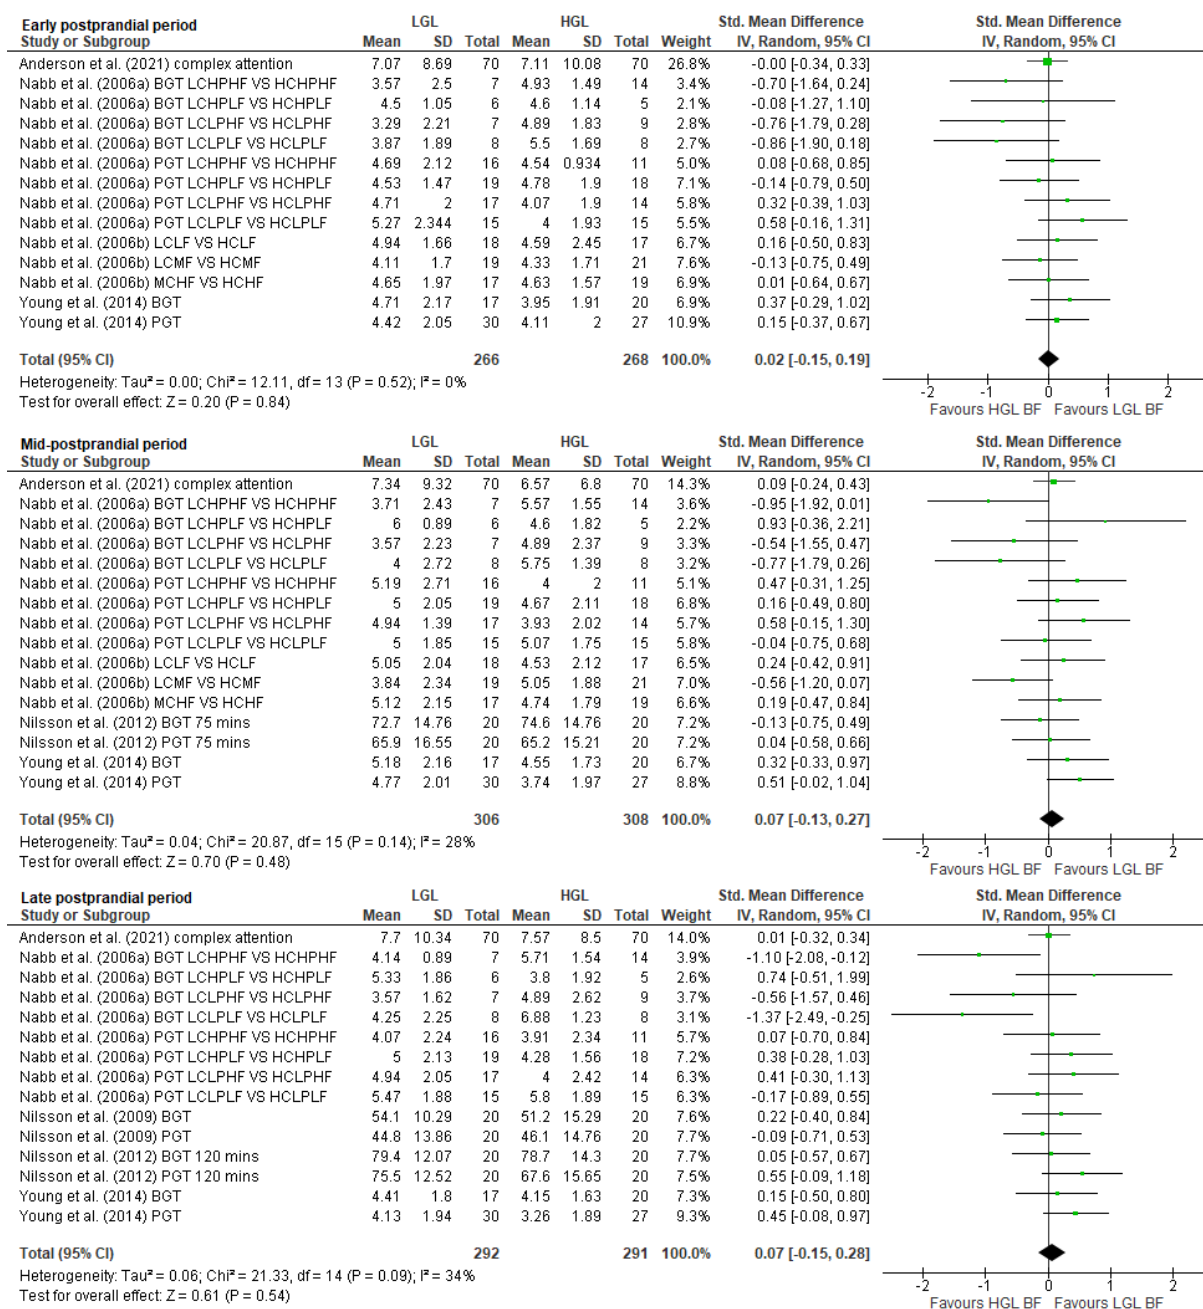 Early postprandial period LGL HGL Std. Mean Difference Std. Mean Difference
Study or Subgroup Mean SD Total Mean SD Total Weight IV, Random, 95% CI IV, Random, 95% CI
Anderson et al. (2021) complex attention 7.07 8.69 70 7.11 10.08 70 26.8% -0.00 [-0.34, 0.33]
Nabb et al. (2006a) BGT LCHPHF VS HCHPHF 3.57 2.5 7 4.93 1.49 14 3.4% -0.70 [-1.64, 0.24]
Nabb et al. (2006a) BGT LCHPLF VS HCHPLF 4.5 1.05 6 4.6 1.14 5 2.1% -0.08 [-1.27, 1.10]
Nabb et al. (2006a) BGT LCLPHF VS HCLPHF 3.29 2.21 7 4.89 1.83 9 2.8% -0.76 [-1.79, 0.28]
Nabb et al. (2006a) BGT LCLPLF VS HCLPLF 3.87 1.89 8 5.5 1.69 8 2.7% -0.86 [-1.90, 0.18]
Nabb et al. (2006a) PGT LCHPHF VS HCHPHF 4.69 2.12 16 4.54 0.934 11 5.0% 0.08 [-0.68, 0.85]
Nabb et al. (2006a) PGT LCHPLF VS HCHPLF 4.53 1.47 19 4.78 1.9 18 7.1% -0.14 [-0.79, 0.50]
Nabb et al. (2006a) PGT LCLPHF VS HCLPHF 4.71 2 17 4.07 1.9 14 5.8% 0.32 [-0.39, 1.03]
Nabb et al. (2006a) PGT LCLPLF VS HCLPLF 5.27 2.344 15 4 1.93 15 5.5% 0.58 [-0.16, 1.31]
Nabb et al. (2006b) LCLF VS HCLF 4.94 1.66 18 4.59 2.45 17 6.7% 0.16 [-0.50, 0.83]
Nabb et al. (2006b) LCMF VS HCMF 4.11 1.7 19 4.33 1.71 21 7.6% -0.13 [-0.75, 0.49]
Nabb et al. (2006b) MCHF VS HCHF 4.65 1.97 17 4.63 1.57 19 6.9% 0.01 [-0.64, 0.67]
Young et al. (2014) BGT 4.71 2.17 17 3.95 1.91 20 6.9% 0.37 [-0.29, 1.02]
Young et al. (2014) PGT 4.42 2.05 30 4.11 2 27 10.9% 0.15 [-0.37, 0.67]
Total (95% CI) 266 268 100.0% 0.02 [-0.15, 0.19]
Heterogeneity: Tau² = 0.00; Chi² = 12.11, df = 13 (P = 0.52); I² = 0%
Test for overall effect: Z = 0.20 (P = 0.84)
-2 -1 0 1 2
Favours HGL BF Favours LGL BF
Mid-postprandial period LGL HGL Std. Mean Difference Std. Mean Difference
Study or Subgroup Mean SD Total Mean SD Total Weight IV, Random, 95% CI IV, Random, 95% CI
Anderson et al. (2021) complex attention 7.34 9.32 70 6.57 6.8 70 14.3% 0.09 [-0.24, 0.43]
Nabb et al. (2006a) BGT LCHPHF VS HCHPHF 3.71 2.43 7 5.57 1.55 14 3.6% -0.95 [-1.92, 0.01]
Nabb et al. (2006a) BGT LCHPLF VS HCHPLF 6 0.89 6 4.6 1.82 5 2.2% 0.93 [-0.36, 2.21]
Nabb et al. (2006a) BGT LCLPHF VS HCLPHF 3.57 2.23 7 4.89 2.37 9 3.3% -0.54 [-1.55, 0.47]
Nabb et al. (2006a) BGT LCLPLF VS HCLPLF 4 2.72 8 5.75 1.39 8 3.2% -0.77 [-1.79, 0.26]
Nabb et al. (2006a) PGT LCHPHF VS HCHPHF 5.19 2.71 16 4 2 11 5.1% 0.47 [-0.31, 1.25]
Nabb et al. (2006a) PGT LCHPLF VS HCHPLF 5 2.05 19 4.67 2.11 18 6.8% 0.16 [-0.49, 0.80]
Nabb et al. (2006a) PGT LCLPHF VS HCLPHF 4.94 1.39 17 3.93 2.02 14 5.7% 0.58 [-0.15, 1.30]
Nabb et al. (2006a) PGT LCLPLF VS HCLPLF 5 1.85 15 5.07 1.75 15 5.8% -0.04 [-0.75, 0.68]
Nabb et al. (2006b) LCLF VS HCLF 5.05 2.04 18 4.53 2.12 17 6.5% 0.24 [-0.42, 0.91]
Nabb et al. (2006b) LCMF VS HCMF 3.84 2.34 19 5.05 1.88 21 7.0% -0.56 [-1.20, 0.07]
Nabb et al. (2006b) MCHF VS HCHF 5.12 2.15 17 4.74 1.79 19 6.6% 0.19 [-0.47, 0.84]
Nilsson et al. (2012) BGT 75 mins 72.7 14.76 20 74.6 14.76 20 7.2% -0.13 [-0.75, 0.49]
Nilsson et al. (2012) PGT 75 mins 65.9 16.55 20 65.2 15.21 20 7.2% 0.04 [-0.58, 0.66]
Young et al. (2014) BGT 5.18 2.16 17 4.55 1.73 20 6.7% 0.32 [-0.33, 0.97]
Young et al. (2014) PGT 4.77 2.01 30 3.74 1.97 27 8.8% 0.51 [-0.02, 1.04]
Total (95% CI) 306 308 100.0% 0.07 [-0.13, 0.27]
Heterogeneity: Tau² = 0.04; Chi² = 20.87, df = 15 (P = 0.14); I² = 28%
Test for overall effect: Z = 0.70 (P = 0.48)
-2 -1 0 1 2
Favours HGL BF Favours LGL BF
Late postprandial period LGL HGL Std. Mean Difference Std. Mean Difference
Study or Subgroup Mean SD Total Mean SD Total Weight IV, Random, 95% CI IV, Random, 95% CI
Anderson et al. (2021) complex attention 7.7 10.34 70 7.57 8.5 70 14.0% 0.01 [-0.32, 0.34]
Nabb et al. (2006a) BGT LCHPHF VS HCHPHF 4.14 0.89 7 5.71 1.54 14 3.9% -1.10 [-2.08, -0.12]
Nabb et al. (2006a) BGT LCHPLF VS HCHPLF 5.33 1.86 6 3.8 1.92 5 2.6% 0.74 [-0.51, 1.99]
Nabb et al. (2006a) BGT LCLPHF VS HCLPHF 3.57 1.62 7 4.89 2.62 9 3.7% -0.56 [-1.57, 0.46]
Nabb et al. (2006a) BGT LCLPLF VS HCLPLF 4.25 2.25 8 6.88 1.23 8 3.1% -1.37 [-2.49, -0.25]
Nabb et al. (2006a) PGT LCHPHF VS HCHPHF 4.07 2.24 16 3.91 2.34 11 5.7% 0.07 [-0.70, 0.84]
Nabb et al. (2006a) PGT LCHPLF VS HCHPLF 5 2.13 19 4.28 1.56 18 7.2% 0.38 [-0.28, 1.03]
Nabb et al. (2006a) PGT LCLPHF VS HCLPHF 4.94 2.05 17 4 2.42 14 6.3% 0.41 [-0.30, 1.13]
Nabb et al. (2006a) PGT LCLPLF VS HCLPLF 5.47 1.88 15 5.8 1.89 15 6.3% -0.17 [-0.89, 0.55]
Nilsson et al. (2009) BGT 54.1 10.29 20 51.2 15.29 20 7.6% 0.22 [-0.40, 0.84]
Nilsson et al. (2009) PGT 44.8 13.86 20 46.1 14.76 20 7.7% -0.09 [-0.71, 0.53]
Nilsson et al. (2012) BGT 120 mins 79.4 12.07 20 78.7 14.3 20 7.7% 0.05 [-0.57, 0.67]
Nilsson et al. (2012) PGT 120 mins 75.5 12.52 20 67.6 15.65 20 7.5% 0.55 [-0.09, 1.18]
Young et al. (2014) BGT 4.41 1.8 17 4.15 1.63 20 7.3% 0.15 [-0.50, 0.80]
Young et al. (2014) PGT 4.13 1.94 30 3.26 1.89 27 9.3% 0.45 [-0.08, 0.97]
Total (95% CI) 292 291 100.0% 0.07 [-0.15, 0.28]
Heterogeneity: Tau² = 0.06; Chi² = 21.33, df = 14 (P = 0.09); I² = 34%
Test for overall effect: Z = 0.61 (P = 0.54)
-2 -1 0 1 2
Favours HGL BF Favours LGL BF